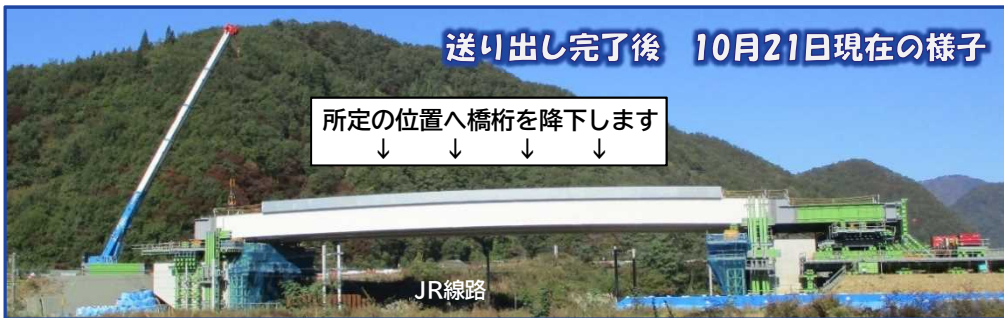 送り出し完了後　10月21日現在の様子
所定の位置へ橋桁を降下します
↓　↓　↓　↓
JR線路